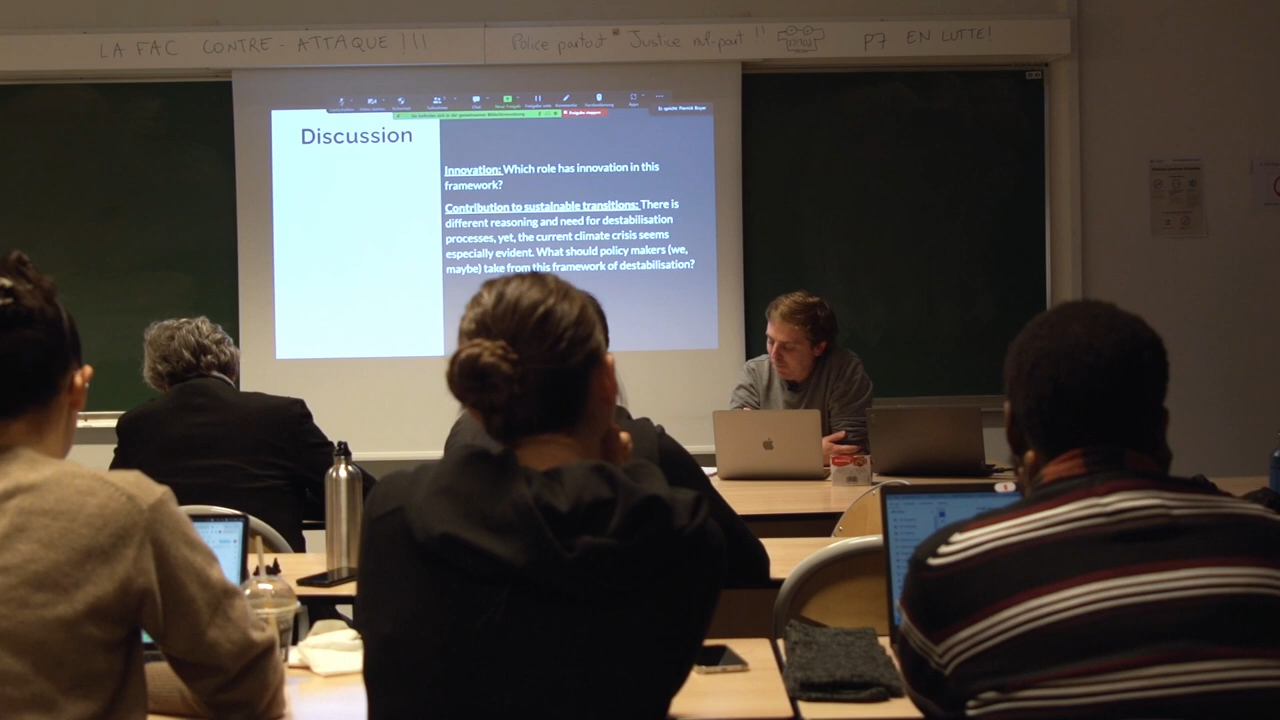 LA FAC CONTRE-ATTAQUE !!!
Police partout Justice nul-part !!
P7 EN LUTTE!
Discussion
Innovation: Which role has innovation in this
framework?
Contribution to sustainable transitions: There is
different reasoning and need for destabilisation
processes, yet, the current climate crisis seems
especially evident. What should policy makers (we,
maybe) take from this framework of destabilisation?